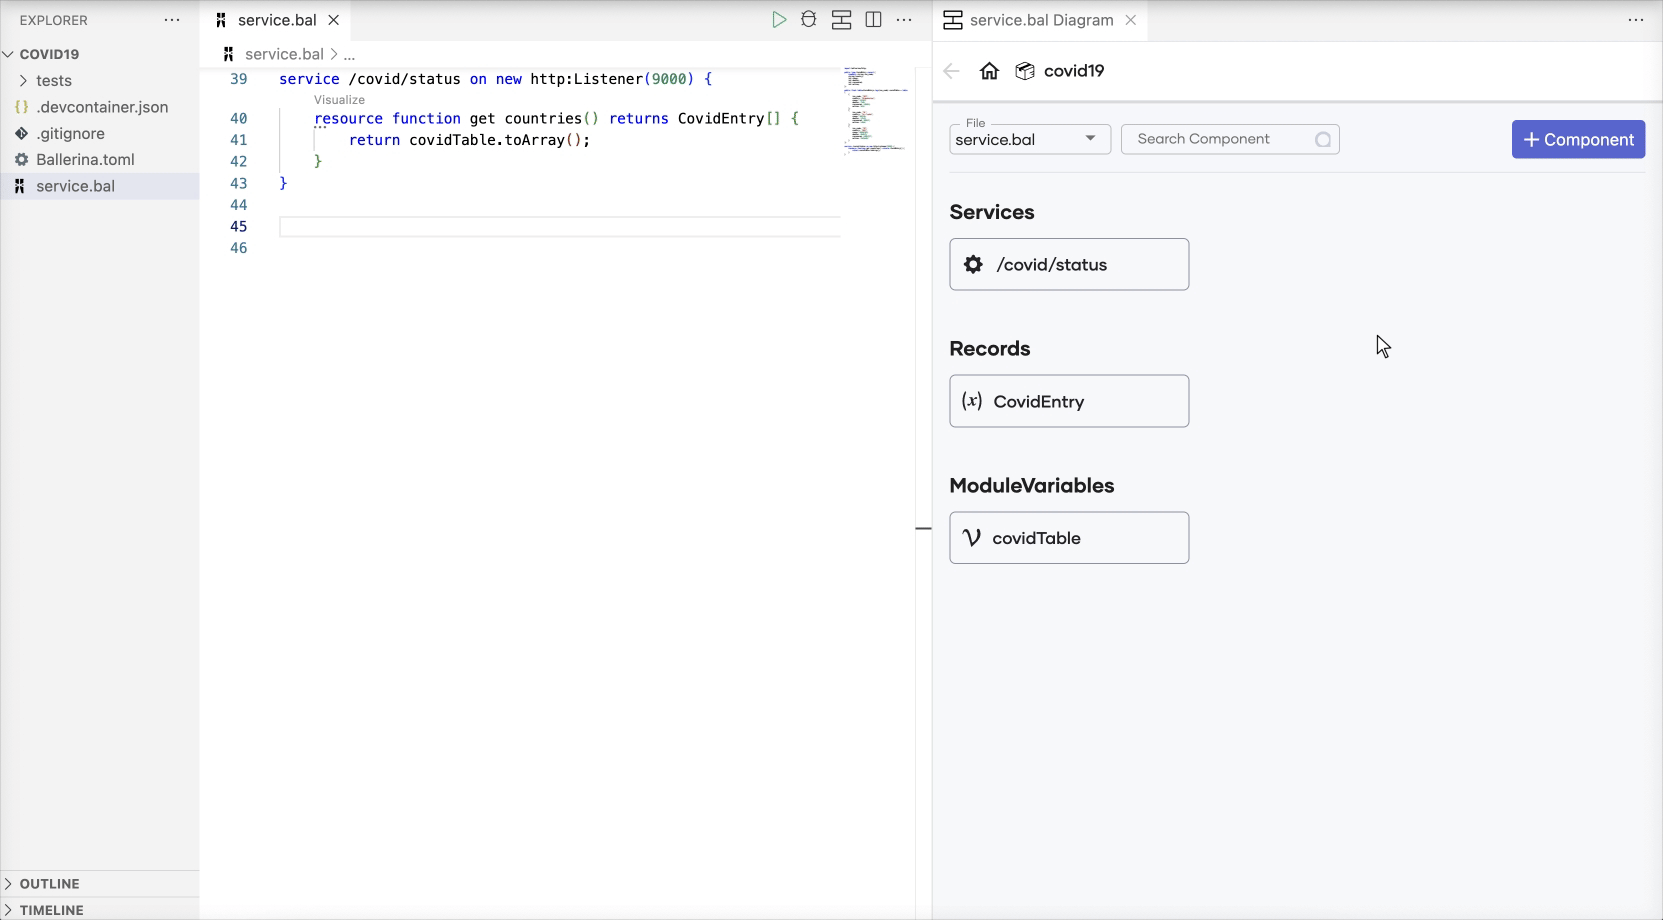 EXPLORER
COVID19
tests
{} .devcontainer.json
.gitignore
Ballerina.toml
service.bal
OUTLINE
TIMELINE
service.bal
service.bal > ...
39 service /covid/status on new http:Listener(9000) {
Visualize
40 resource function get countries() returns CovidEntry[] {
41 return covidTable.toArray();
42 }
43 }
44
45
46
service.bal Diagram
covid19
File
service.bal
Search Component
+ Component
Services
/covid/status
Records
(x) CovidEntry
ModuleVariables
covidTable